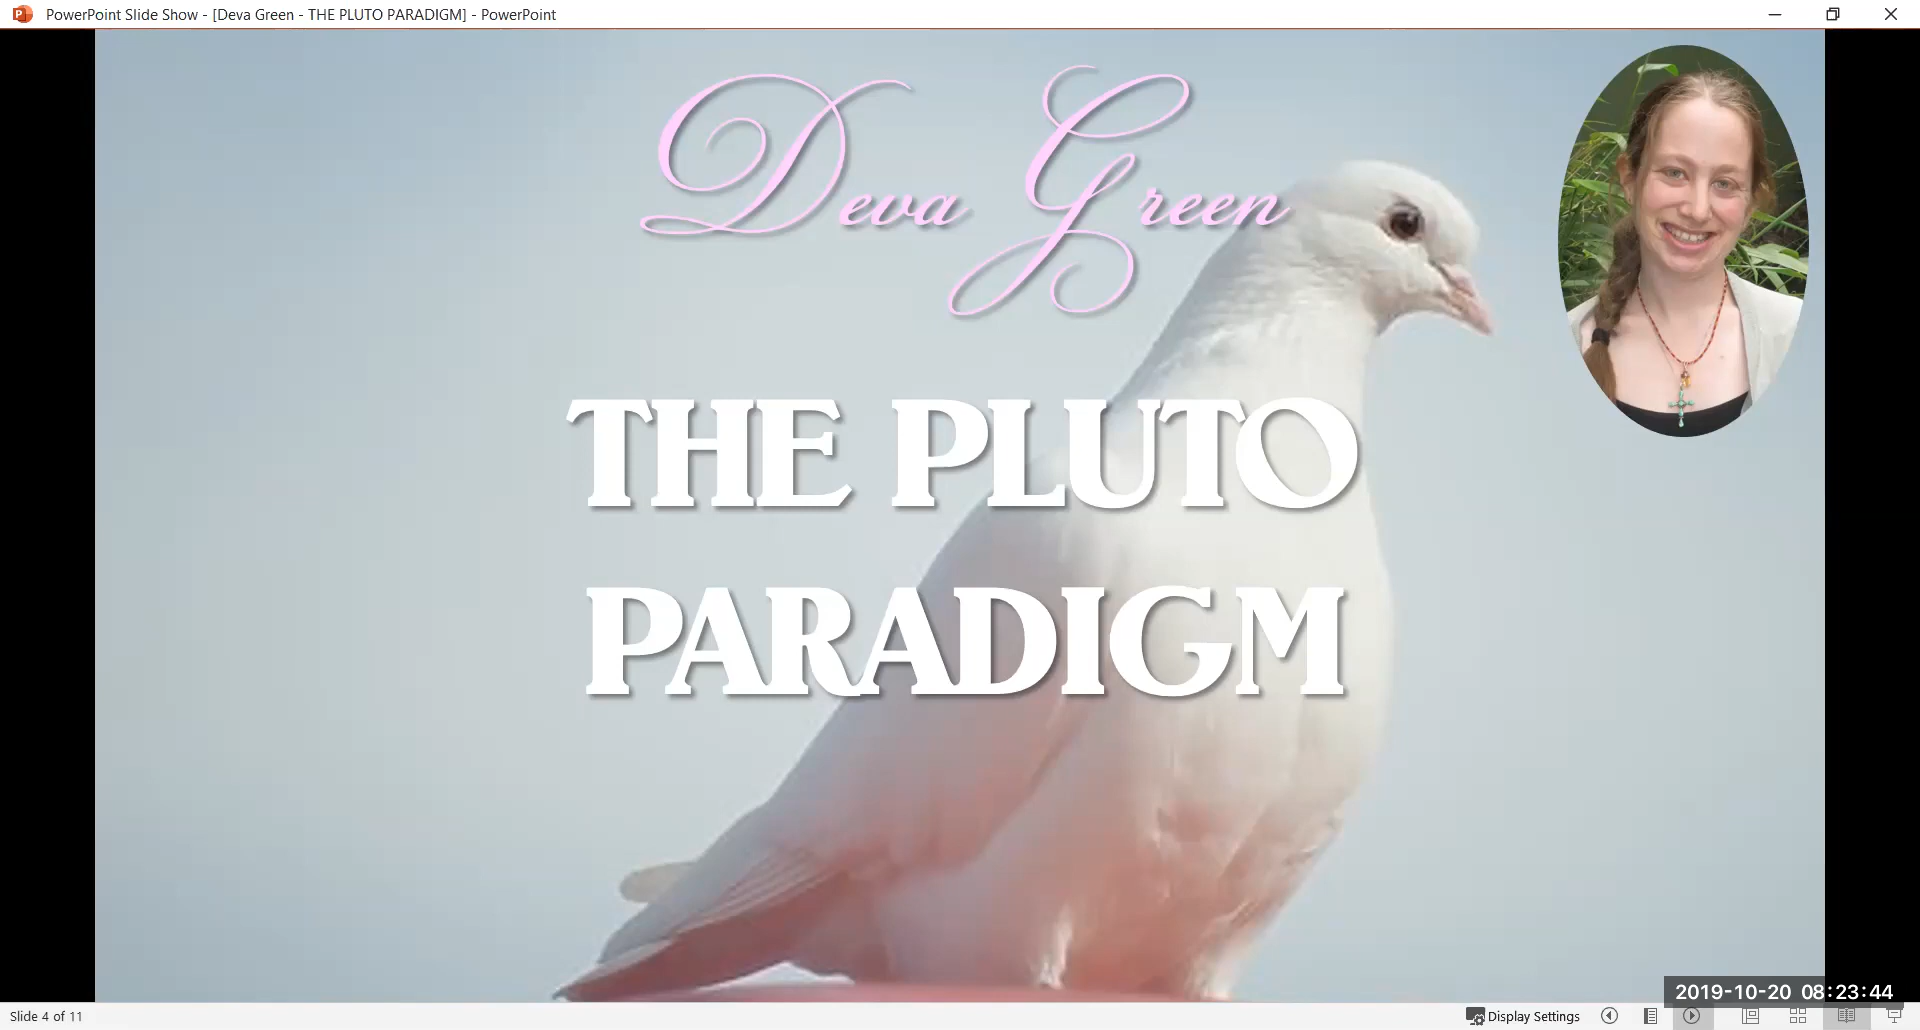 PowerPoint Slide Show - [Deva Green - THE PLUTO PARADIGM] - PowerPoint
Deva Green
THE PLUTO
PARADIGM
2019-10-20 08:23:44
Slide 4 of 11
Display Settings